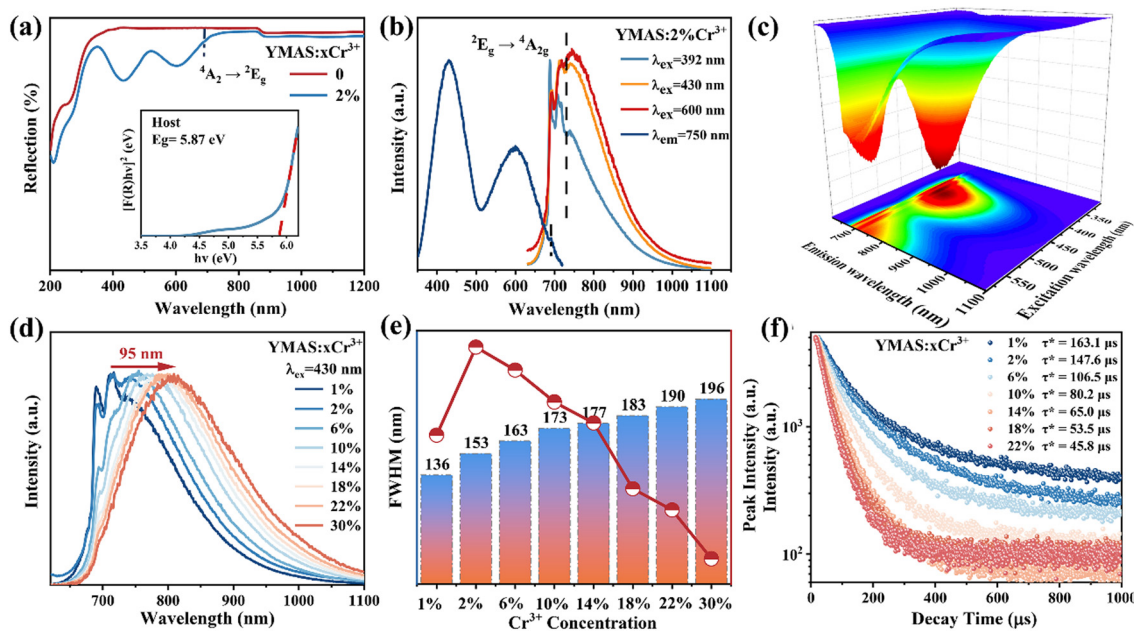 (a)
YMAS:xCr³⁺
0
2%
⁴A₂ → ²E_g
Host
Eg= 5.87 eV
[F(R)hν]² (eV)
3.5 4.0 4.5 5.0 5.5 6.0
hν (eV)
Reflection (%)
200 400 600 800 1000 1200
Wavelength (nm)
(b)
²E_g → ⁴A₂g
YMAS:2%Cr³⁺
λex=392 nm
λex=430 nm
λex=600 nm
λem=750 nm
Intensity (a.u.)
400 500 600 700 800 900 1000 1100
Wavelength (nm)
(c)
700 800 900 1000 1100
Emission wavelength (nm)
350 400 450 500 550
Excitation wavelength (nm)
(d)
95 nm
YMAS:xCr³⁺
λex=430 nm
1%
2%
6%
10%
14%
18%
22%
30%
Intensity (a.u.)
700 800 900 1000 1100
Wavelength (nm)
(e)
136 153 163 173 177 183 190 196
FWHM (nm)
1% 2% 6% 10% 14% 18% 22% 30%
Cr³⁺ Concentration
Peak Intensity (a.u.)
(f)
YMAS:xCr³⁺
1% τ* = 163.1 μs
2% τ* = 147.6 μs
6% τ* = 106.5 μs
10% τ* = 80.2 μs
14% τ* = 65.0 μs
18% τ* = 53.5 μs
22% τ* = 45.8 μs
Intensity (a.u.)
10³
10²
0 200 400 600 800 1000
Decay Time (μs)